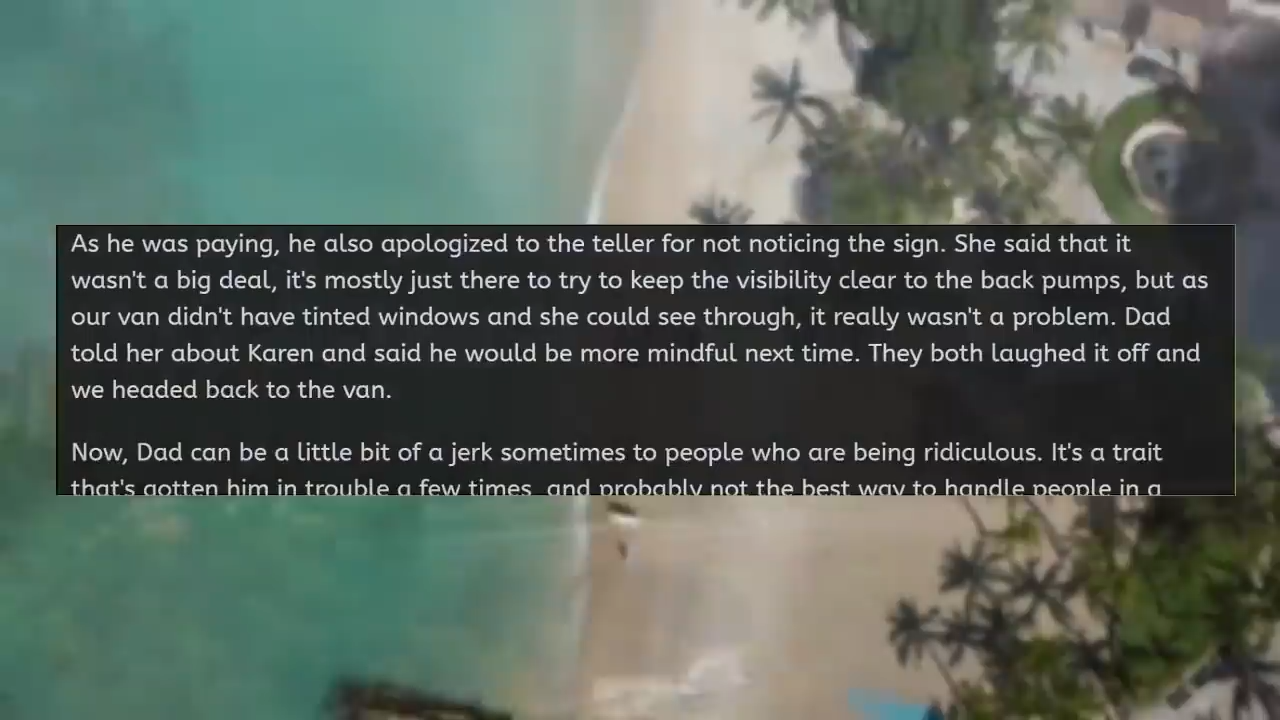 As he was paying, he also apologized to the teller for not noticing the sign. She said that it
wasn't a big deal, it's mostly just there to try to keep the visibility clear to the back pumps, but as
our van didn't have tinted windows and she could see through, it really wasn't a problem. Dad
told her about Karen and said he would be more mindful next time. They both laughed it off and
we headed back to the van.
Now, Dad can be a little bit of a jerk sometimes to people who are being ridiculous. It's a trait
that's gotten him in trouble a few times, and probably not the best way to handle people in a